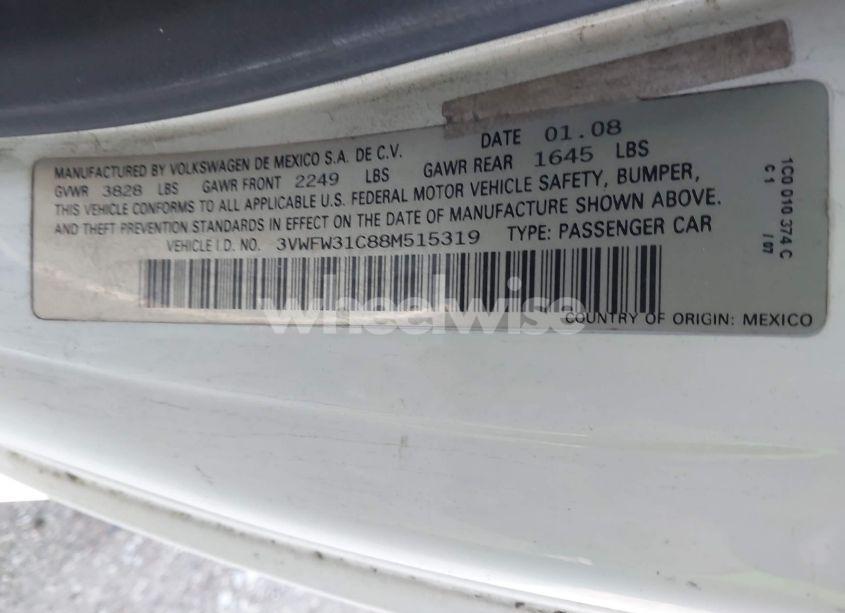 MANUFACTURED BY VOLKSWAGEN DE MEXICO S.A. DE C.V. DATE 01.08
GVWR 3828 LBS GAWR FRONT 2249 LBS GAWR REAR 1645 LBS
THIS VEHICLE CONFORMS TO ALL APPLICABLE U.S. FEDERAL MOTOR VEHICLE SAFETY, BUMPER,
AND THEFT PREVENTION STANDARDS IN EFFECT ON THE DATE OF MANUFACTURE SHOWN ABOVE.
VEHICLE I.D. NO. 3VWFW31C88M515319 TYPE: PASSENGER CAR
COUNTRY OF ORIGIN: MEXICO
1C0 010 374 C
C1 / 07
wheelwise